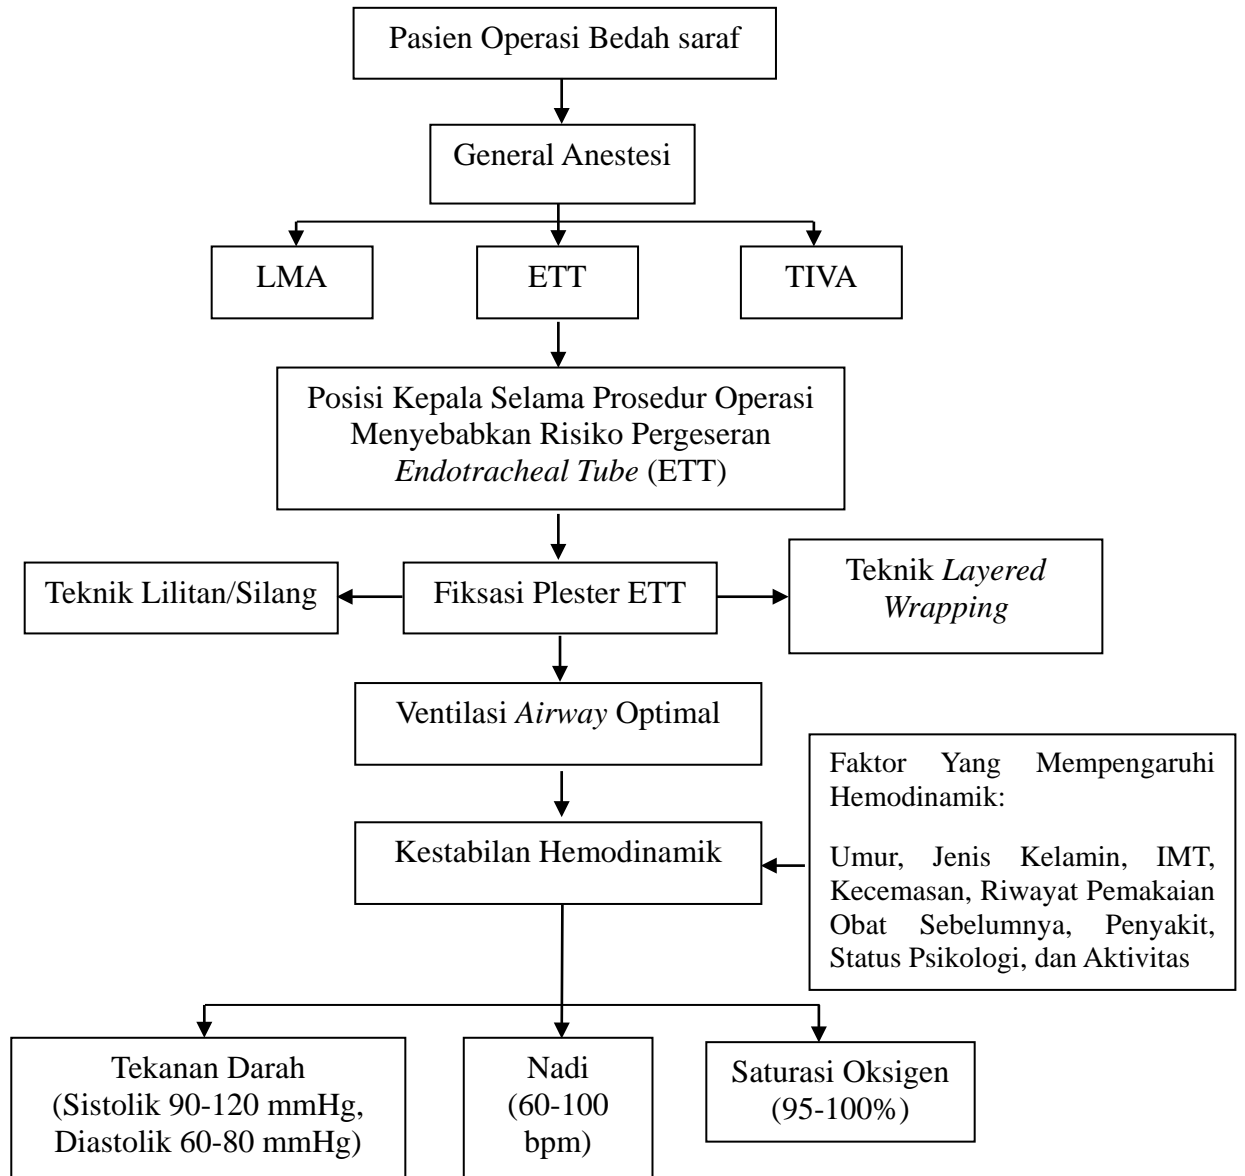 Pasien Operasi Bedah saraf
General Anestesi
LMA
ETT
TIVA
Posisi Kepala Selama Prosedur Operasi
Menyebabkan Risiko Pergeseran
Endotracheal Tube (ETT)
Teknik Lilitan/Silang
Fiksasi Plester ETT
Teknik Layered
Wrapping
Ventilasi Airway Optimal
Kestabilan Hemodinamik
Faktor Yang Mempengaruhi
Hemodinamik:
Umur, Jenis Kelamin, IMT,
Kecemasan, Riwayat Pemakaian
Obat Sebelumnya, Penyakit,
Status Psikologi, dan Aktivitas
Tekanan Darah
(Sistolik 90-120 mmHg,
Diastolik 60-80 mmHg)
Nadi
(60-100
bpm)
Saturasi Oksigen
(95-100%)